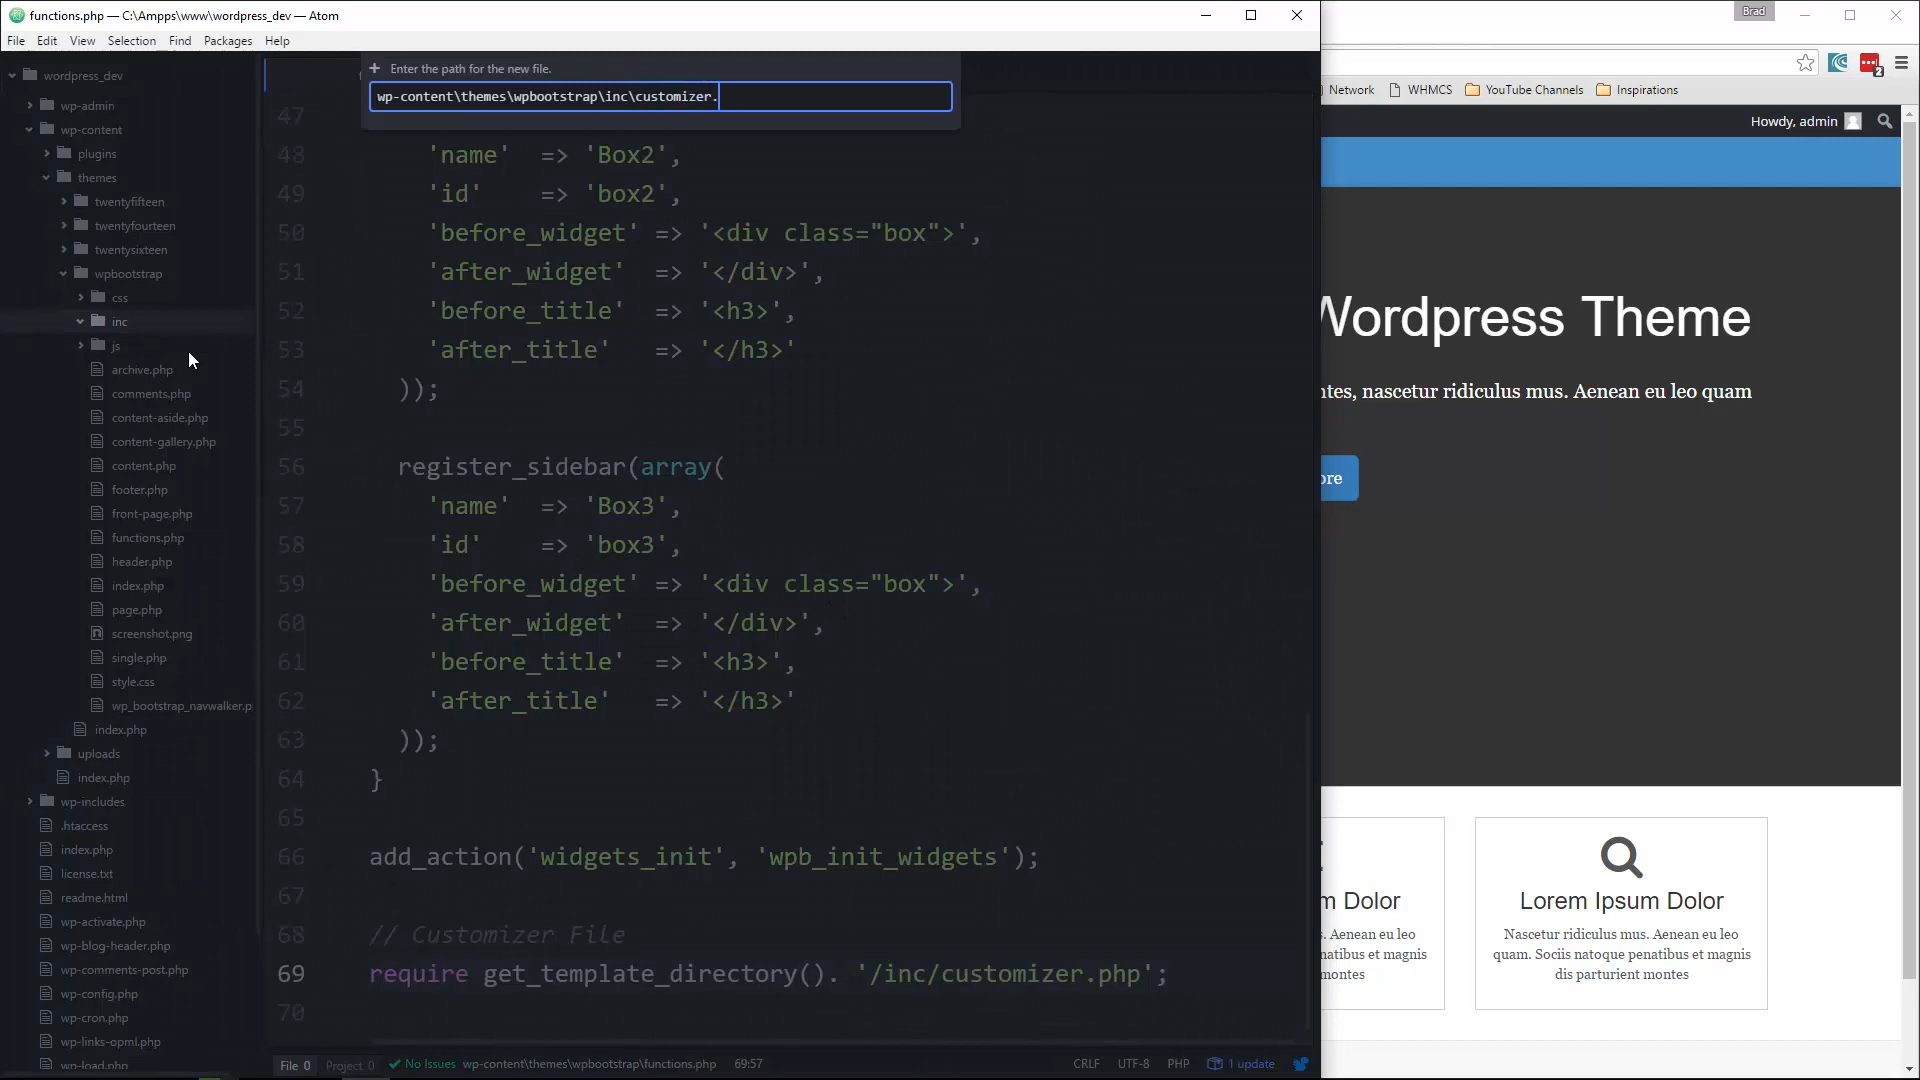 functions.php — C:\Ampps\www\wordpress_dev — Atom
File Edit View Selection Find Packages Help
wordpress_dev
wp-admin
wp-content
plugins
themes
twentyfifteen
twentyfourteen
twentysixteen
wpbootstrap
css
inc
js
archive.php
comments.php
content-aside.php
content-gallery.php
content.php
footer.php
front-page.php
functions.php
header.php
index.php
page.php
screenshot.png
single.php
style.css
wp_bootstrap_navwalker.p
index.php
uploads
index.php
wp-includes
.htaccess
index.php
license.txt
readme.html
wp-activate.php
wp-blog-header.php
wp-comments-post.php
wp-config.php
wp-cron.php
wp-links-opml.php
wp-load.php
Enter the path for the new file.
wp-content\themes\wpbootstrap\inc\customizer.
47
48 'name' => 'Box2',
49 'id' => 'box2',
50 'before_widget' => '<div class="box">',
51 'after_widget' => '</div>',
52 'before_title' => '<h3>',
53 'after_title' => '</h3>'
54 ));
55
56 register_sidebar(array(
57 'name' => 'Box3',
58 'id' => 'box3',
59 'before_widget' => '<div class="box">',
60 'after_widget' => '</div>',
61 'before_title' => '<h3>',
62 'after_title' => '</h3>'
63 ));
64 }
65
66 add_action('widgets_init', 'wpb_init_widgets');
67
68 // Customizer File
69 require get_template_directory(). '/inc/customizer.php';
70
File 0 Project 0 No Issues wp-content\themes\wpbootstrap\functions.php 69:57 CRLF UTF-8 PHP 1 update
Brad
2
Network WHMCS YouTube Channels Inspirations
Howdy, admin
Wordpress Theme
ntes, nascetur ridiculus mus. Aenean eu leo quam
ore
m Dolor
s. Aenean eu leo
natibus et magnis
montes
Lorem Ipsum Dolor
Nascetur ridiculus mus. Aenean eu leo
quam. Sociis natoque penatibus et magnis
dis parturient montes